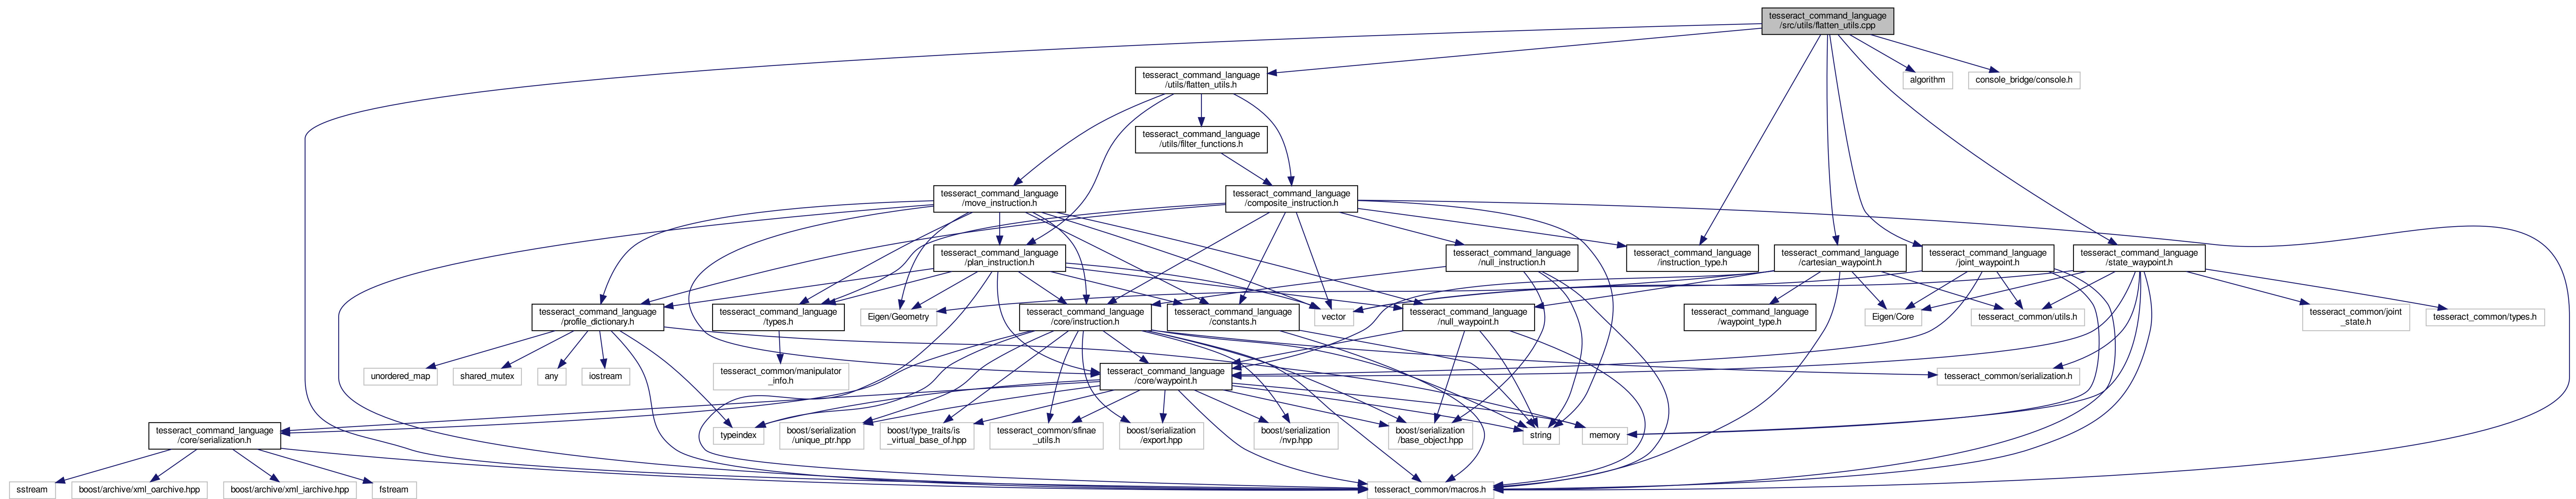 tesseract_command_language
/src/utils/flatten_utils.cpp
tesseract_command_language
/utils/flatten_utils.h
algorithm
console_bridge/console.h
tesseract_command_language
/utils/filter_functions.h
tesseract_command_language
/move_instruction.h
tesseract_command_language
/composite_instruction.h
tesseract_command_language
/plan_instruction.h
tesseract_command_language
/null_instruction.h
tesseract_command_language
/instruction_type.h
tesseract_command_language
/cartesian_waypoint.h
tesseract_command_language
/joint_waypoint.h
tesseract_command_language
/state_waypoint.h
tesseract_command_language
/profile_dictionary.h
tesseract_command_language
/types.h
Eigen/Geometry
tesseract_command_language
/core/instruction.h
tesseract_command_language
/constants.h
vector
tesseract_command_language
/null_waypoint.h
tesseract_command_language
/waypoint_type.h
Eigen/Core
tesseract_common/utils.h
tesseract_common/joint
_state.h
tesseract_common/types.h
unordered_map
shared_mutex
any
iostream
tesseract_common/manipulator
_info.h
tesseract_command_language
/core/waypoint.h
tesseract_common/serialization.h
tesseract_command_language
/core/serialization.h
typeindex
boost/serialization
/unique_ptr.hpp
boost/type_traits/is
_virtual_base_of.hpp
tesseract_common/sfinae
_utils.h
boost/serialization
/export.hpp
boost/serialization
/nvp.hpp
boost/serialization
/base_object.hpp
string
memory
sstream
boost/archive/xml_oarchive.hpp
boost/archive/xml_iarchive.hpp
fstream
tesseract_common/macros.h